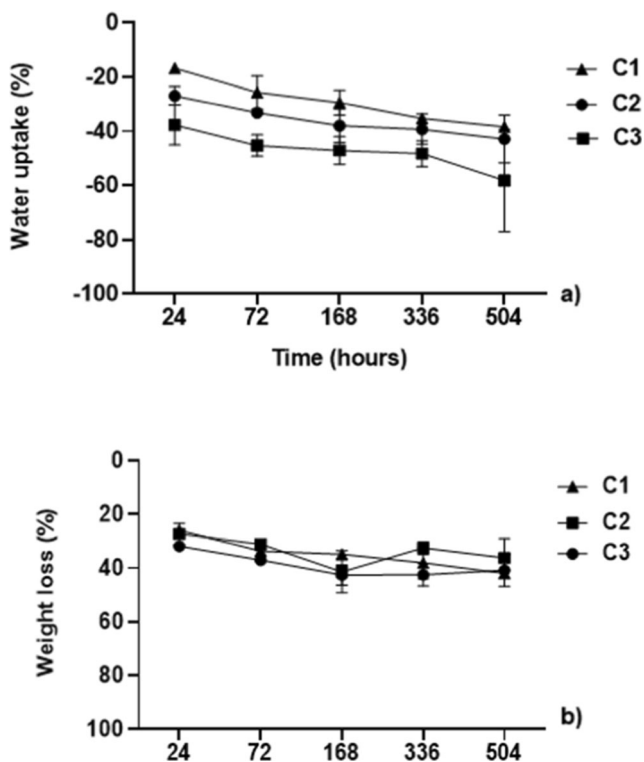 0
-20
-40
-60
-80
-100
Water uptake (%)
24 72 168 336 504
Time (hours)
C1
C2
C3
a)
0
20
40
60
80
100
Weight loss (%)
24 72 168 336 504
C1
C2
C3
b)